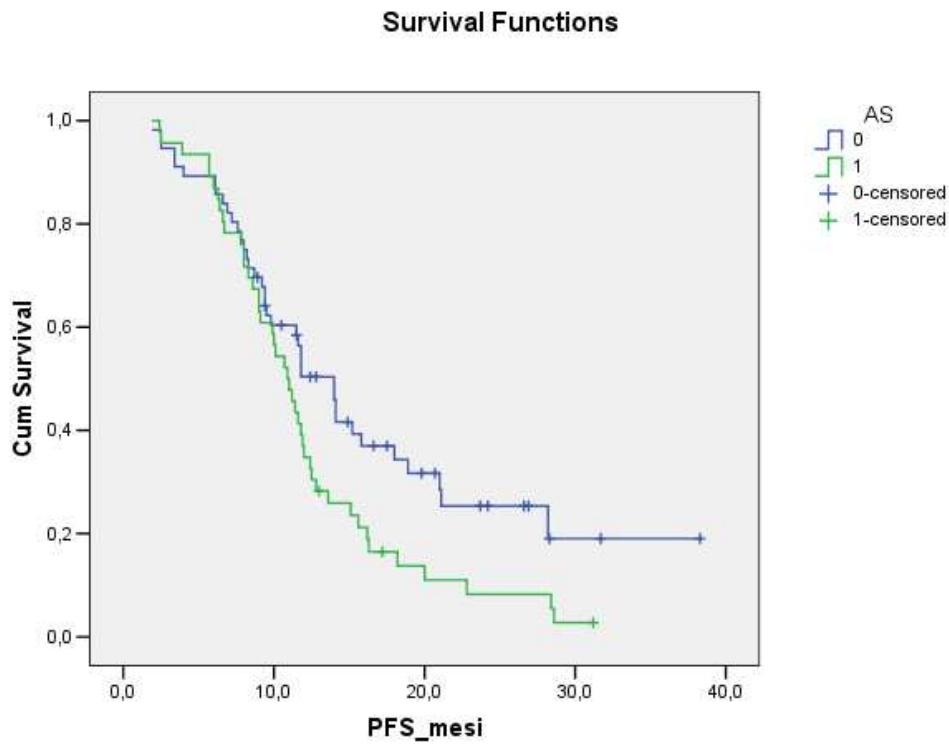 Survival Functions
AS
0
1
0-censored
1-censored
1,0
0,8
0,6
0,4
0,2
0,0
Cum Survival
0,0 10,0 20,0 30,0 40,0
PFS_mesi